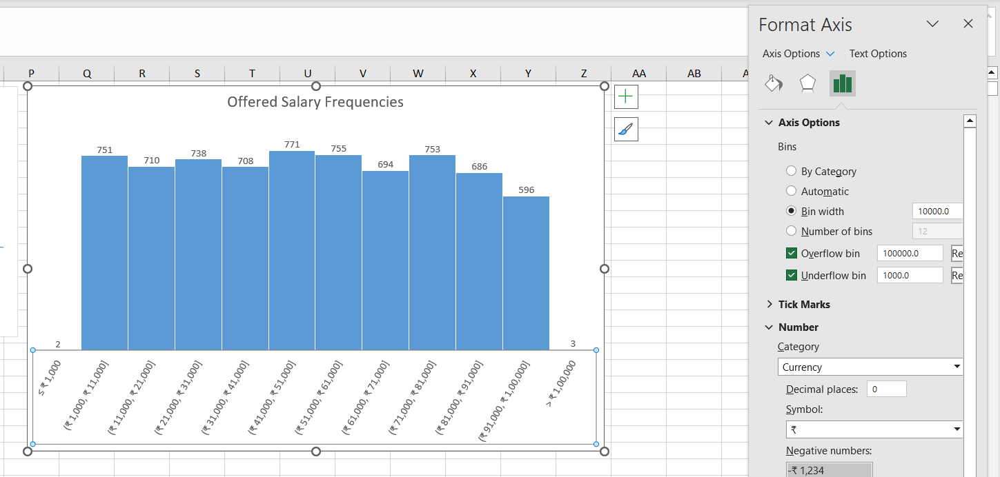 Format Axis
Axis Options Text Options
P Q R S T U V W X Y Z AA AB A
Offered Salary Frequencies
2 751 710 738 708 771 755 694 753 686 596 3
≤ ₹ 1,000
(₹ 1,000, ₹ 11,000]
(₹ 11,000, ₹ 21,000]
(₹ 21,000, ₹ 31,000]
(₹ 31,000, ₹ 41,000]
(₹ 41,000, ₹ 51,000]
(₹ 51,000, ₹ 61,000]
(₹ 61,000, ₹ 71,000]
(₹ 71,000, ₹ 81,000]
(₹ 81,000, ₹ 91,000]
(₹ 91,000, ₹ 1,00,000]
> ₹ 1,00,000
Axis Options
Bins
By Category
Automatic
Bin width 10000.0
Number of bins 12
Overflow bin 100000.0 Re
Underflow bin 1000.0 Re
Tick Marks
Number
Category
Currency
Decimal places: 0
Symbol:
₹
Negative numbers:
-₹ 1,234